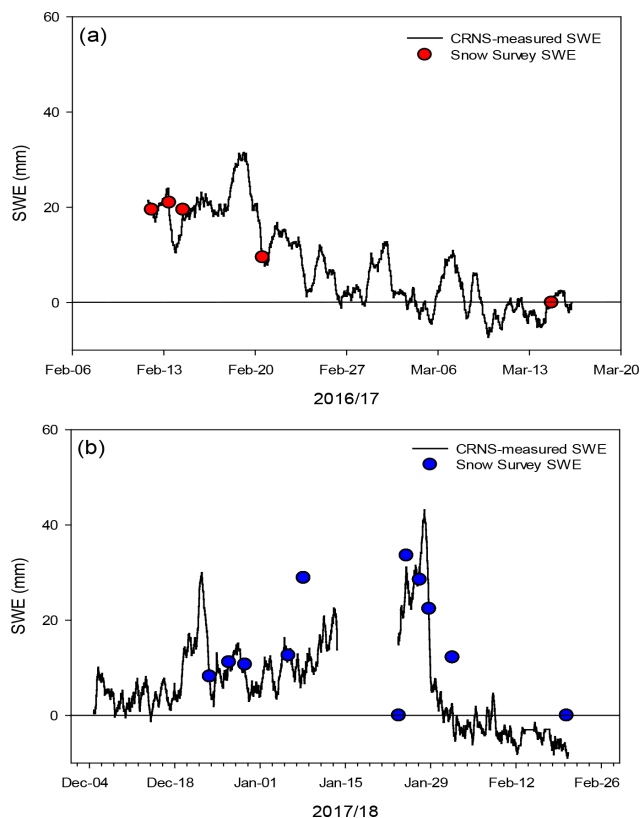 (a)
CRNS-measured SWE
Snow Survey SWE
60
40
20
0
SWE (mm)
Feb-06 Feb-13 Feb-20 Feb-27 Mar-06 Mar-13 Mar-20
2016/17
(b)
CRNS-measured SWE
Snow Survey SWE
60
40
20
0
SWE (mm)
Dec-04 Dec-18 Jan-01 Jan-15 Jan-29 Feb-12 Feb-26
2017/18